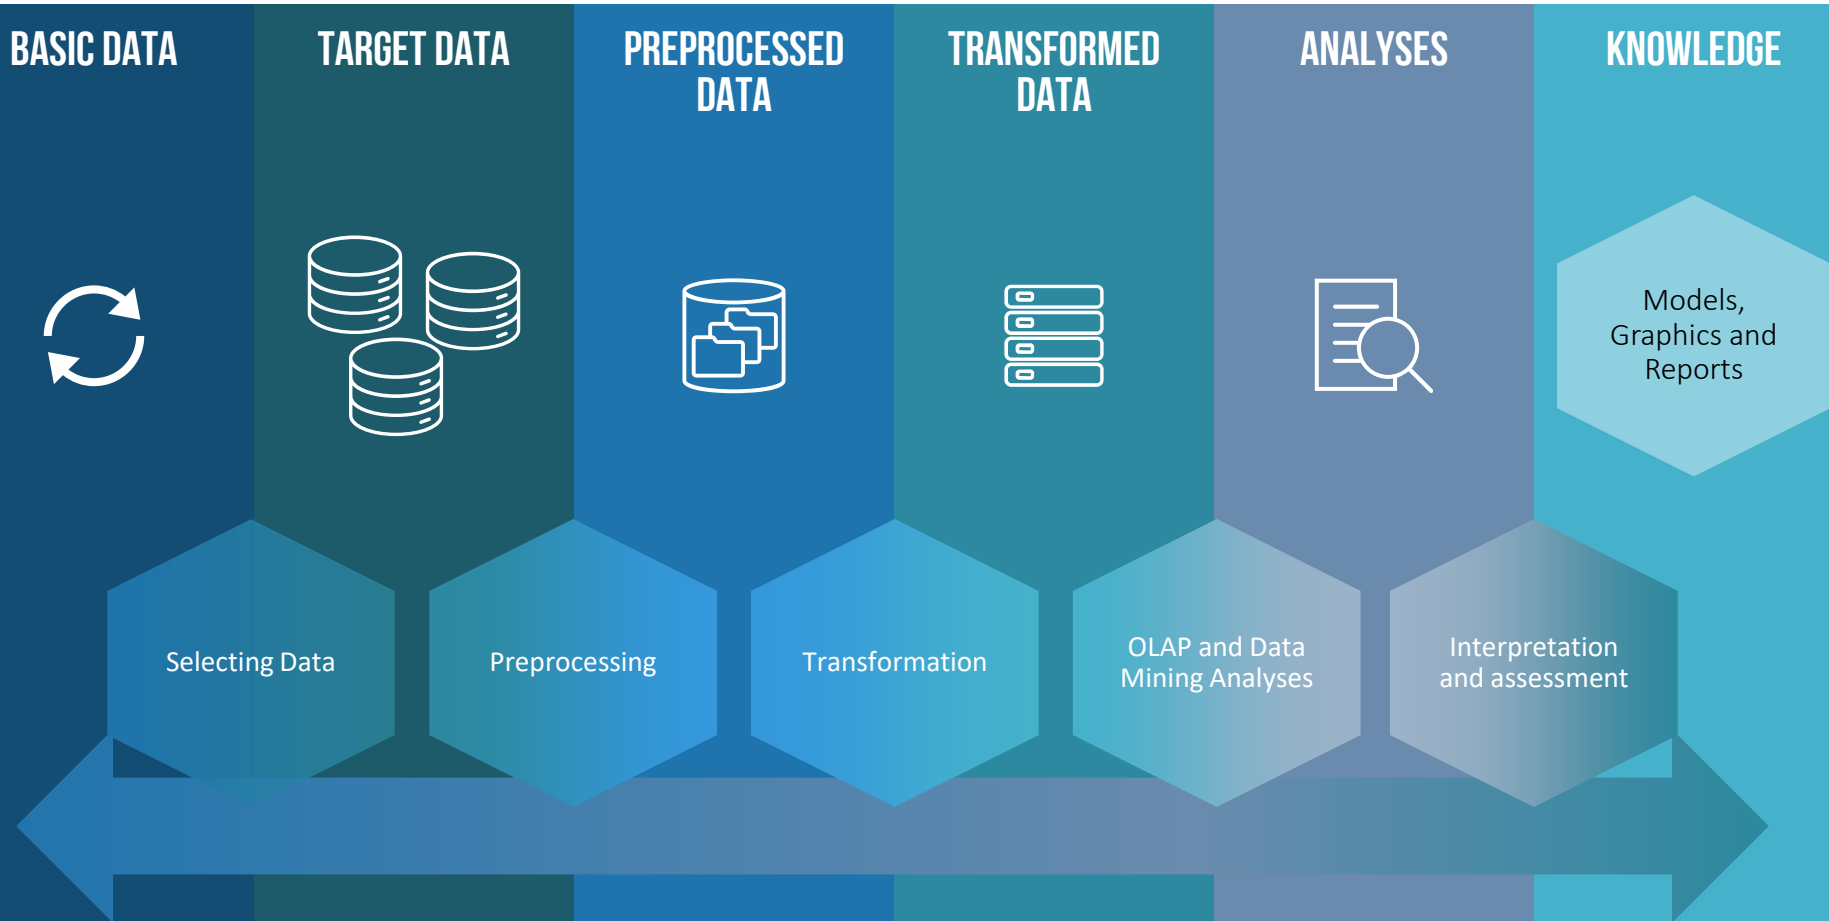 BASIC DATA
TARGET DATA
PREPROCESSED
DATA
TRANSFORMED
DATA
ANALYSES
KNOWLEDGE
Models,
Graphics and
Reports
Selecting Data
Preprocessing
Transformation
OLAP and Data
Mining Analyses
Interpretation
and assessment